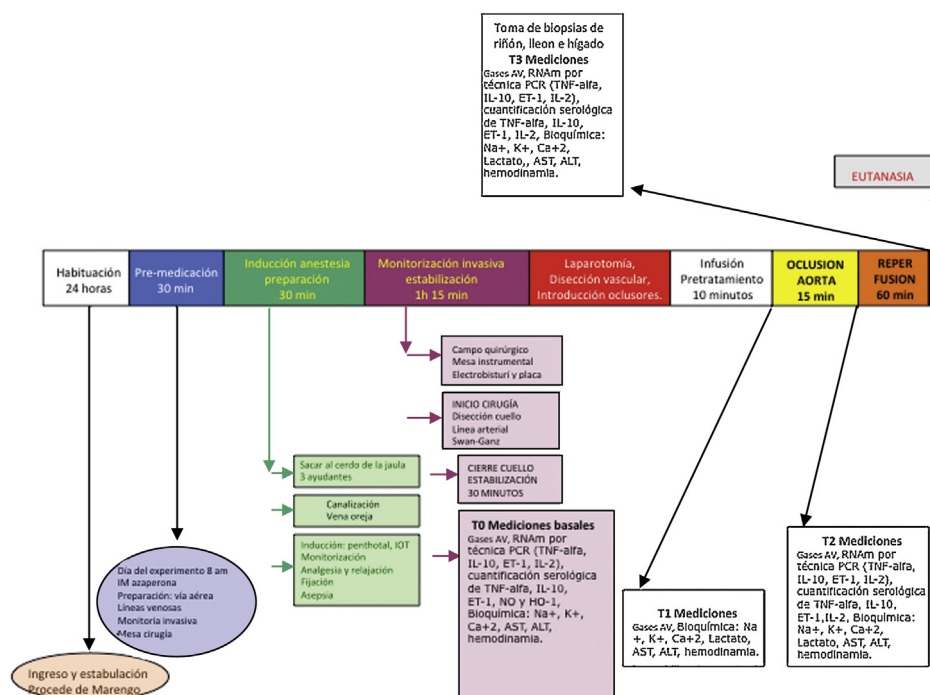 Toma de biopsias de
riñón, ileon e hígado
T3 Mediciones
Gases AV, RNAm por
técnica PCR (TNF-alfa,
IL-10, ET-1, IL-2),
cuantificación serológica
de TNF-alfa, IL-10,
ET-1, IL-2, Bioquímica:
Na+, K+, Ca+2,
Lactato,, AST, ALT,
hemodinamia.
EUTANASIA
Habituación
24 horas
Pre-medicación
30 min
Inducción anestesia
preparación
30 min
Monitorización invasiva
estabilización
1h 15 min
Laparotomía,
Disección vascular,
Introducción oclusores.
Infusión
Pretratamiento
10 minutos
OCLUSION
AORTA
15 min
REPER
FUSION
60 min
Campo quirúrgico
Mesa instrumental
Electrobisturí y placa
INICIO CIRUGÍA
Disección cuello
Línea arterial
Swan-Ganz
Sacar al cerdo de la jaula
3 ayudantes
CIERRE CUELLO
ESTABILIZACIÓN
30 MINUTOS
Canalización
Vena oreja
Inducción: penthotal, IOT
Monitorización
Analgesia y relajación
Fijación
Asepsia
T0 Mediciones basales
Gases AV, RNAm por
técnica PCR (TNF-alfa,
IL-10, ET-1, IL-2),
cuantificación serológica
de TNF-alfa, IL-10,
ET-1, NO y HO-1,
Bioquímica: Na+, K+,
Ca+2, AST, ALT,
hemodinamia.
Día del experimento 8 am
IM azaperona
Preparación: vía aérea
Líneas venosas
Monitoria invasiva
Mesa cirugía
Ingreso y estabulación
Procede de Marengo
T1 Mediciones
Gases AV, Bioquímica: Na
+, K+, Ca+2, Lactato,
AST, ALT, hemodinamia.
T2 Mediciones
Gases AV, RNAm por
técnica PCR (TNF-alfa,
IL-10, ET-1, IL-2),
cuantificación serológica
de TNF-alfa, IL-10,
ET-1,IL-2, Bioquímica:
Na+, K+, Ca+2,
Lactato, AST, ALT,
hemodinamia.